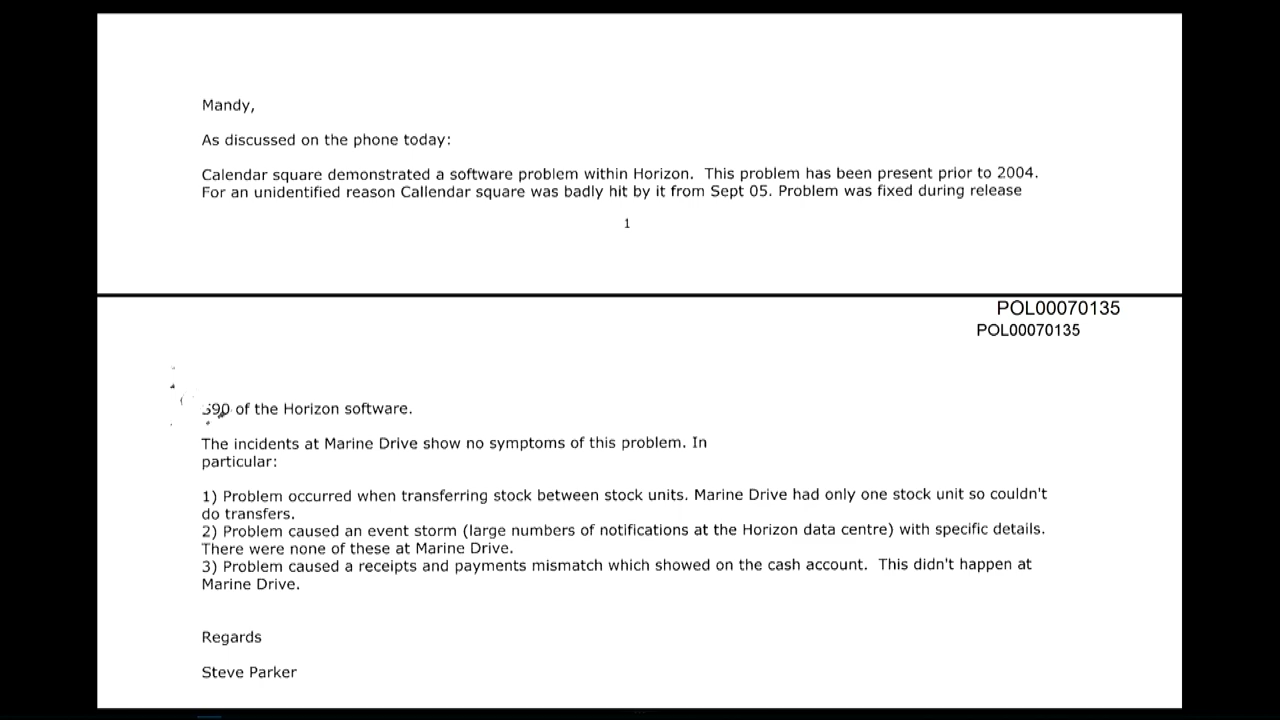 Mandy,
As discussed on the phone today:
Calendar square demonstrated a software problem within Horizon. This problem has been present prior to 2004.
For an unidentified reason Callendar square was badly hit by it from Sept 05. Problem was fixed during release
1
POL00070135
POL00070135
S90 of the Horizon software.
The incidents at Marine Drive show no symptoms of this problem. In
particular:
1) Problem occurred when transferring stock between stock units. Marine Drive had only one stock unit so couldn't
do transfers.
2) Problem caused an event storm (large numbers of notifications at the Horizon data centre) with specific details.
There were none of these at Marine Drive.
3) Problem caused a receipts and payments mismatch which showed on the cash account. This didn't happen at
Marine Drive.
Regards
Steve Parker